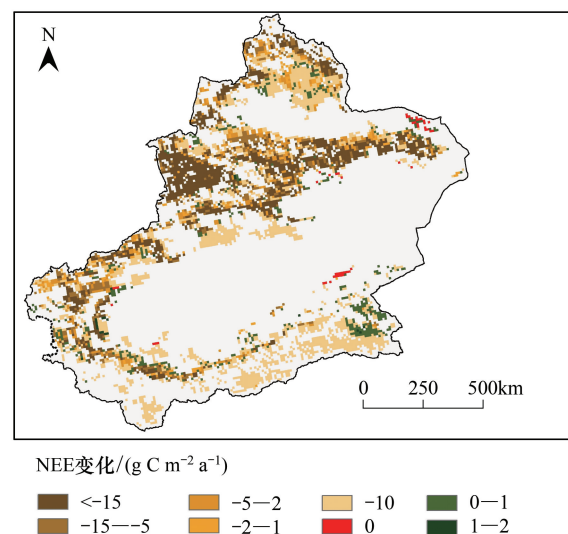 N
0 250 500km
NEE变化/(g C m⁻² a⁻¹)
<-15 -5—2 -10 0—1
-15—-5 -2—1 0 1—2